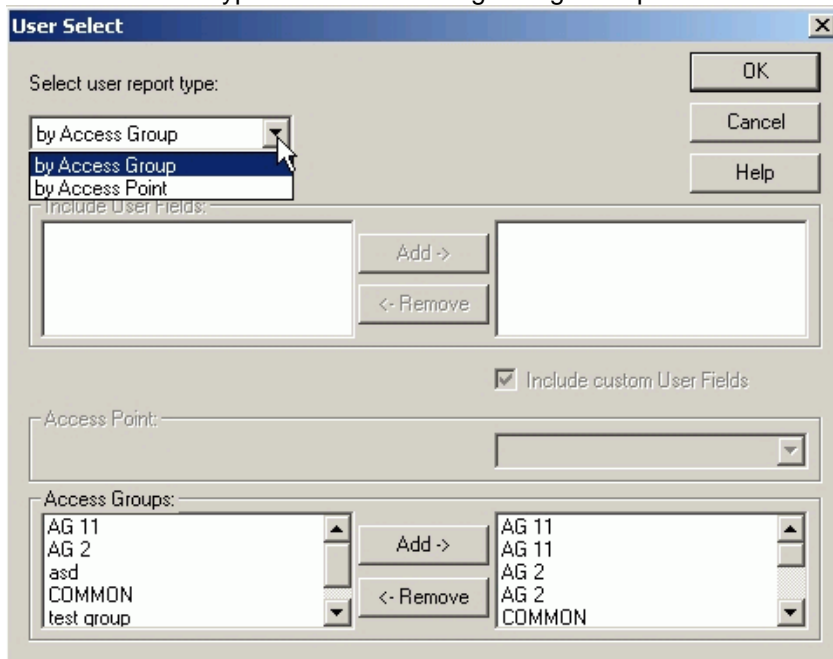 User Select
Select user report type:
OK
by Access Group
Cancel
by Access Group
by Access Point
Help
Include User Fields:
Add ->
<- Remove
Include custom User Fields
Access Point:
Access Groups:
AG 11
AG 2
asd
COMMON
test group
Add ->
<- Remove
AG 11
AG 11
AG 2
AG 2
COMMON